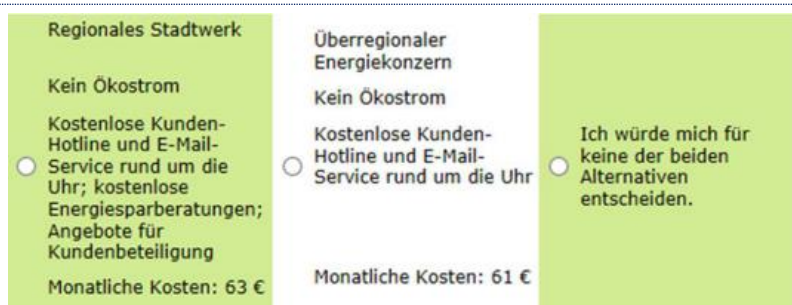 Regionales Stadtwerk
Kein Ökostrom
Kostenlose Kunden-
Hotline und E-Mail-
Service rund um die
Uhr; kostenlose
Energiesparberatungen;
Angebote für
Kundenbeteiligung
Monatliche Kosten: 63 €
Überregionaler
Energiekonzern
Kein Ökostrom
Kostenlose Kunden-
Hotline und E-Mail-
Service rund um die Uhr
Monatliche Kosten: 61 €
Ich würde mich für
keine der beiden
Alternativen
entscheiden.